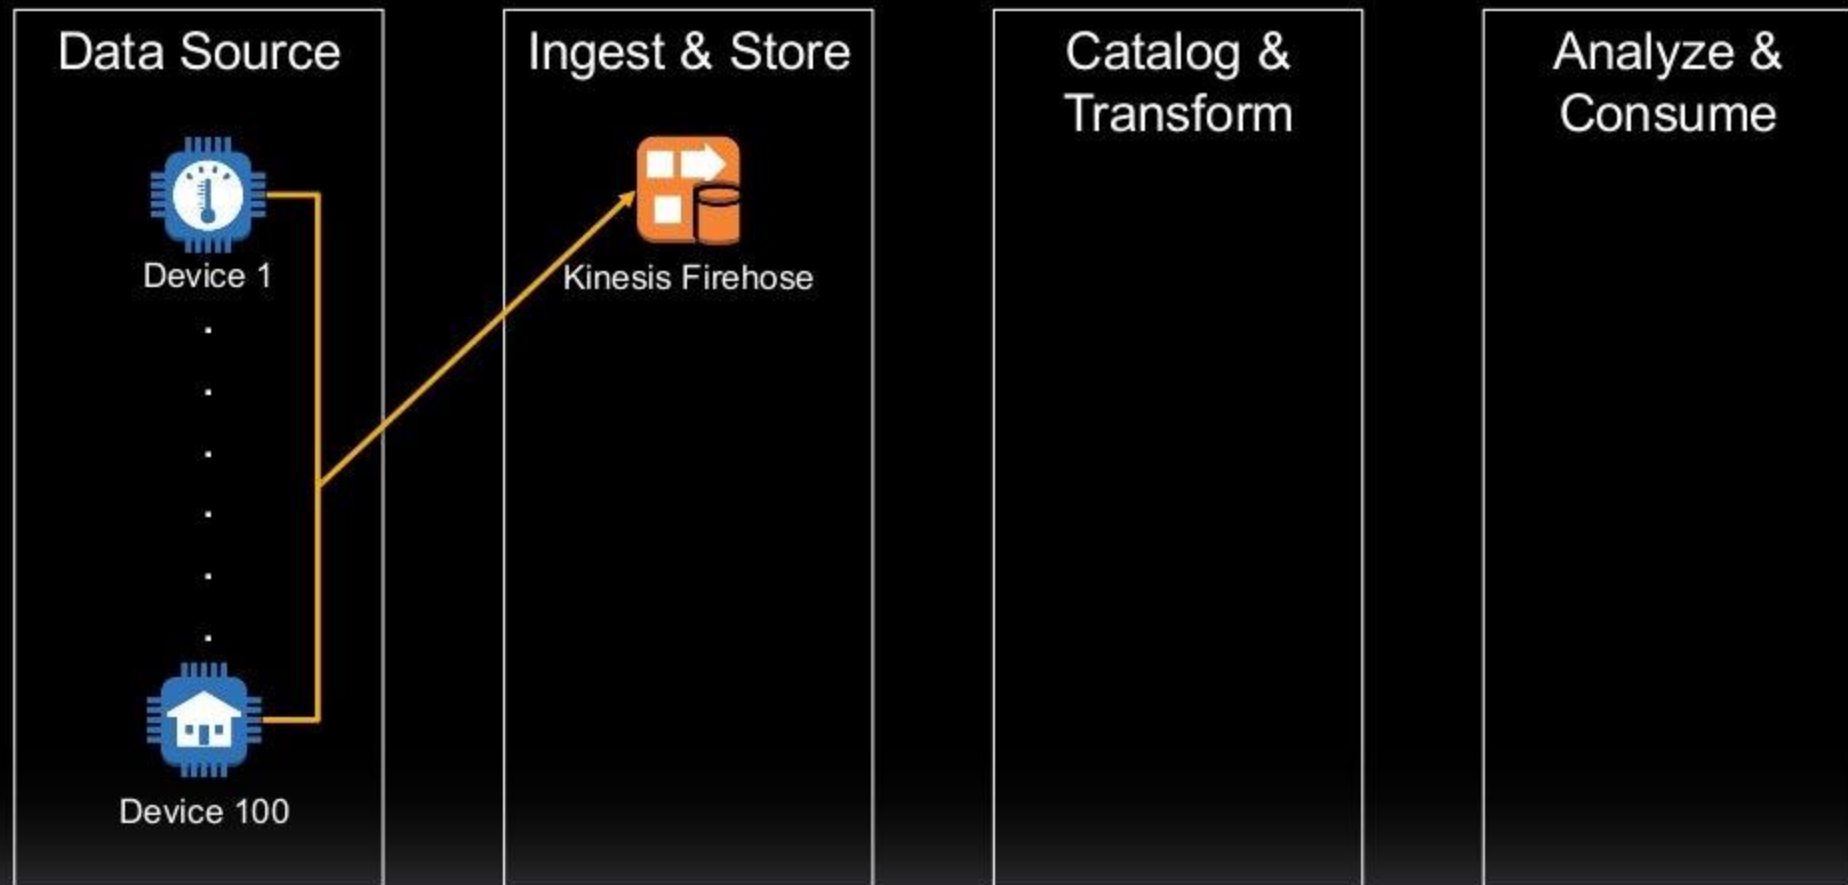 Data Source
Device 1
Device 100
Ingest & Store
Kinesis Firehose
Catalog &
Transform
Analyze &
Consume